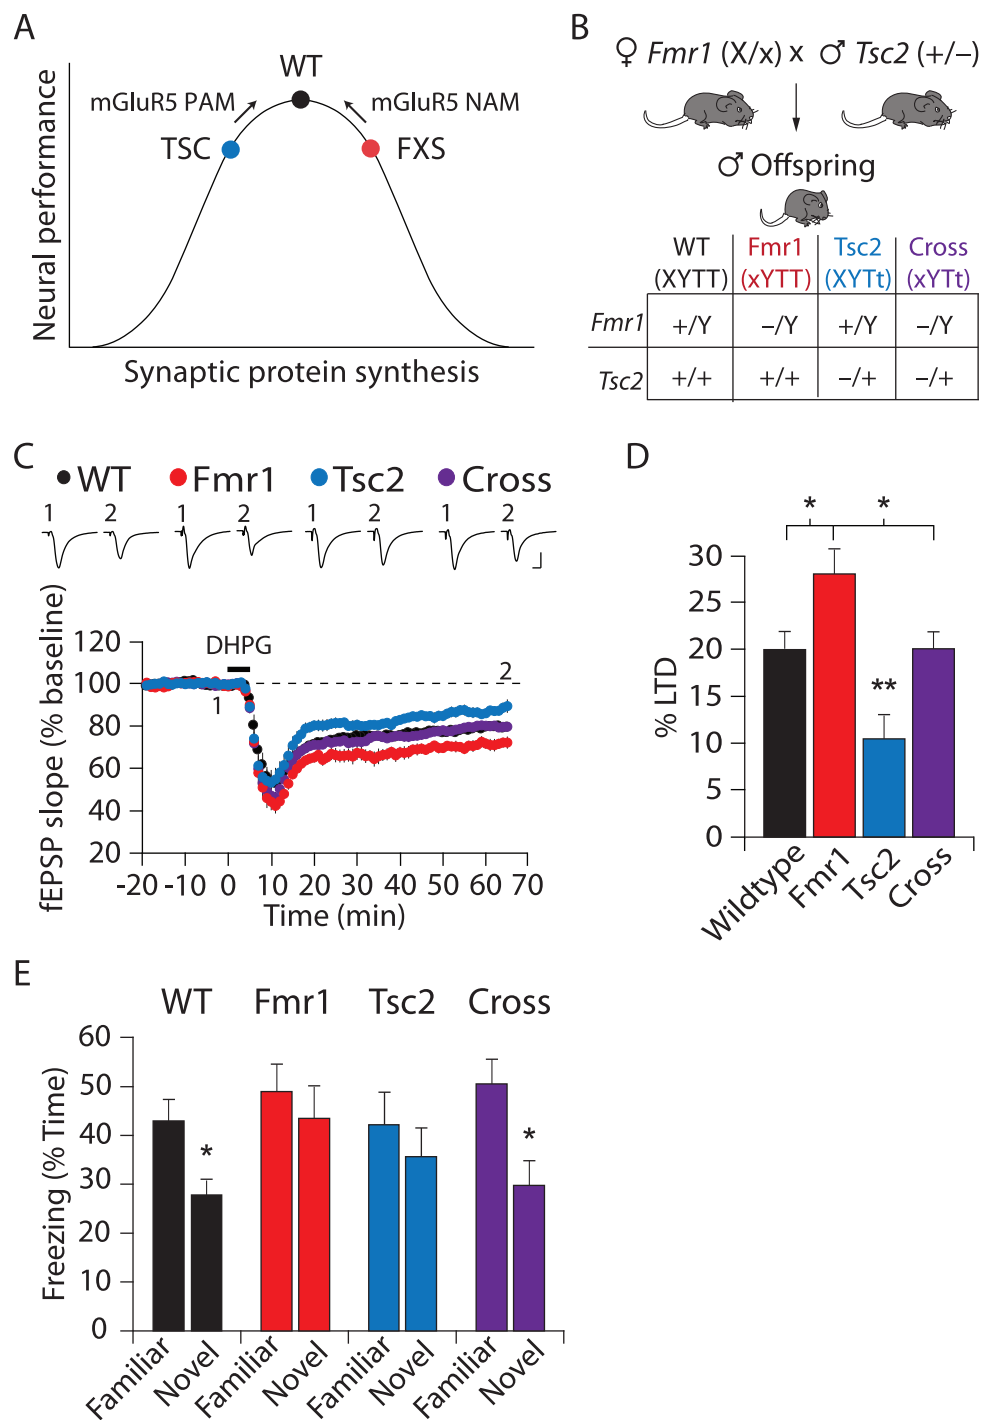 A
Neural performance
WT
mGluR5 PAM
mGluR5 NAM
TSC
FXS
Synaptic protein synthesis
B
♀ Fmr1 (X/x) x ♂ Tsc2 (+/−)
♂ Offspring
WT Fmr1 Tsc2 Cross
(XYTT) (xYTT) (XYTt) (xYTt)
Fmr1 +/Y −/Y +/Y −/Y
Tsc2 +/+ +/+ −/+ −/+
C
WT Fmr1 Tsc2 Cross
1 2 1 2 1 2 1 2
fEPSP slope (% baseline)
120
100
80
60
40
20
DHPG
1
2
-20 -10 0 10 20 30 40 50 60 70
Time (min)
D
* *
% LTD
30
25
20
15
10
5
0
**
Wildtype Fmr1 Tsc2 Cross
E
WT Fmr1 Tsc2 Cross
Freezing (% Time)
60
50
40
30
20
10
0
* *
Familiar Novel Familiar Novel Familiar Novel Familiar Novel